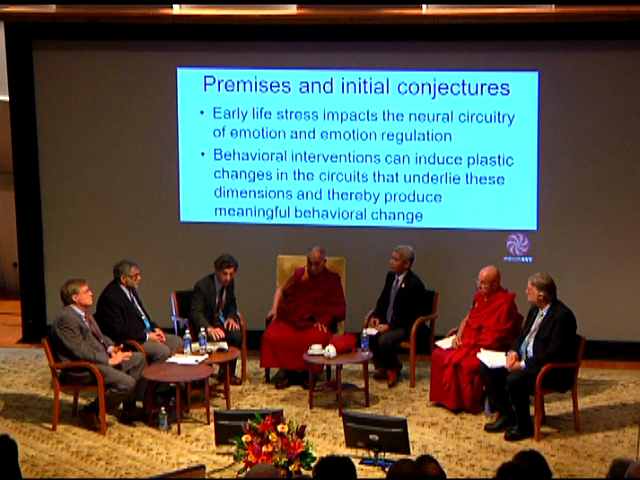 Premises and initial conjectures
• Early life stress impacts the neural circuitry
of emotion and emotion regulation
• Behavioral interventions can induce plastic
changes in the circuits that underlie these
dimensions and thereby produce
meaningful behavioral change